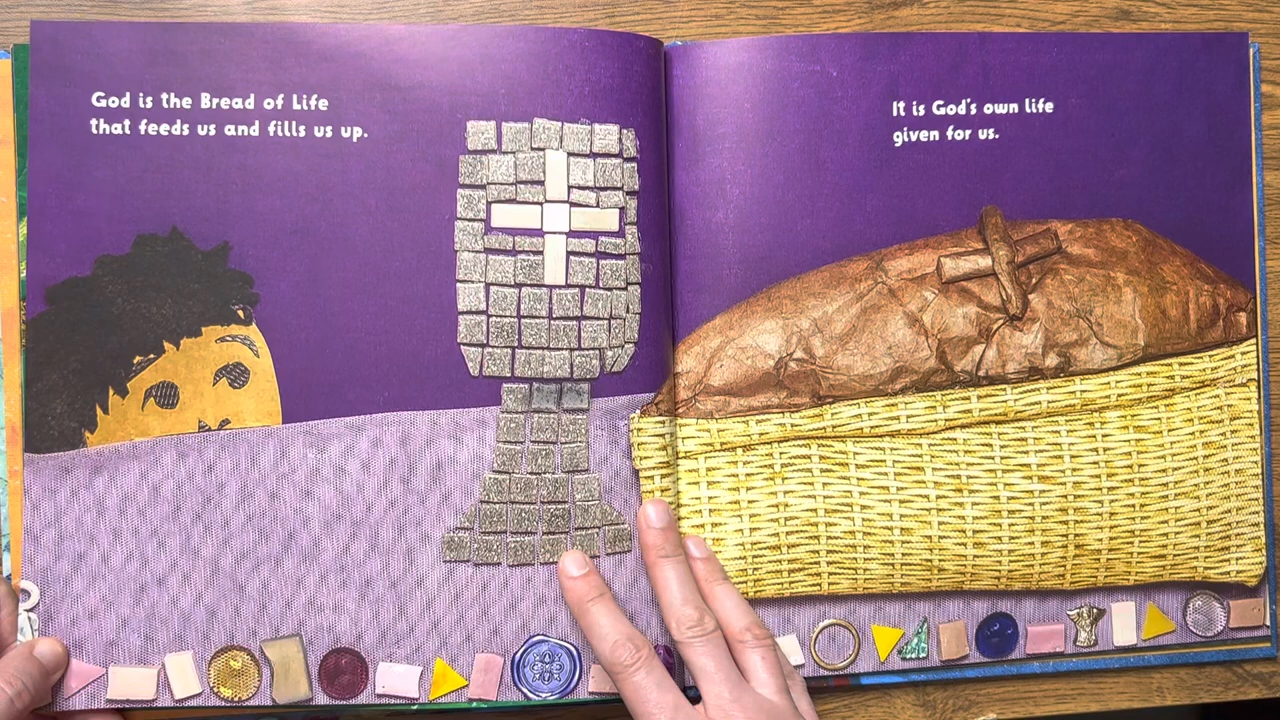 God is the Bread of Life
that feeds us and fills us up.
It is God's own life
given for us.